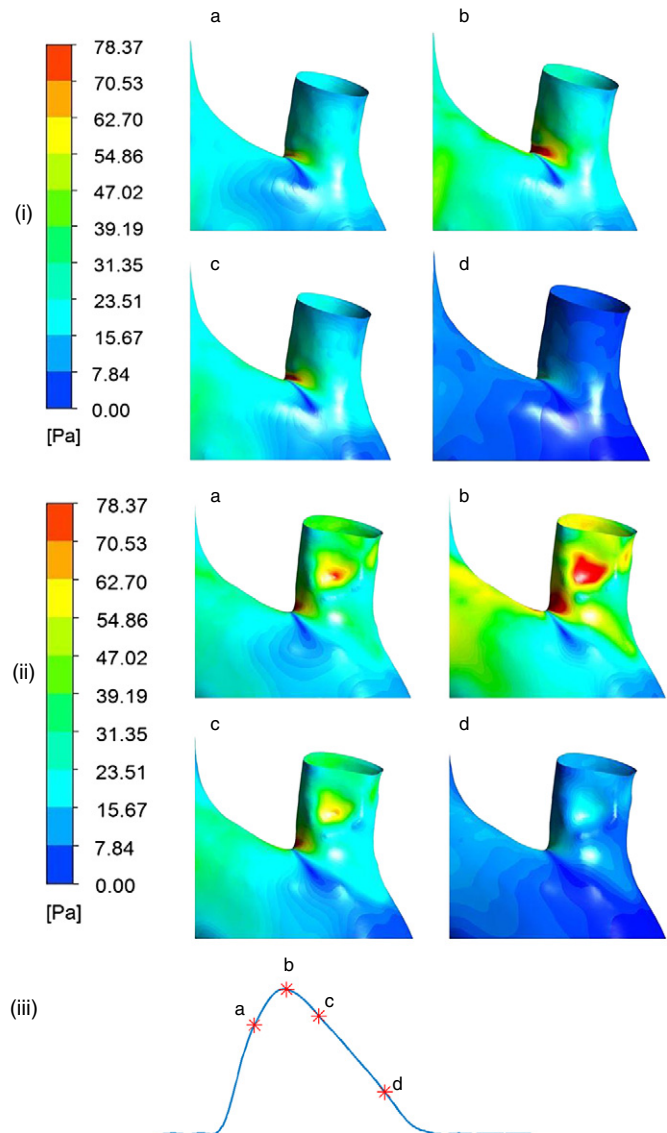 a
b
78.37
70.53
62.70
54.86
47.02
39.19
31.35
23.51
15.67
7.84
0.00
[Pa]
(i)
c
d
a
b
78.37
70.53
62.70
54.86
47.02
39.19
31.35
23.51
15.67
7.84
0.00
[Pa]
(ii)
c
d
(iii)
a
b
c
d